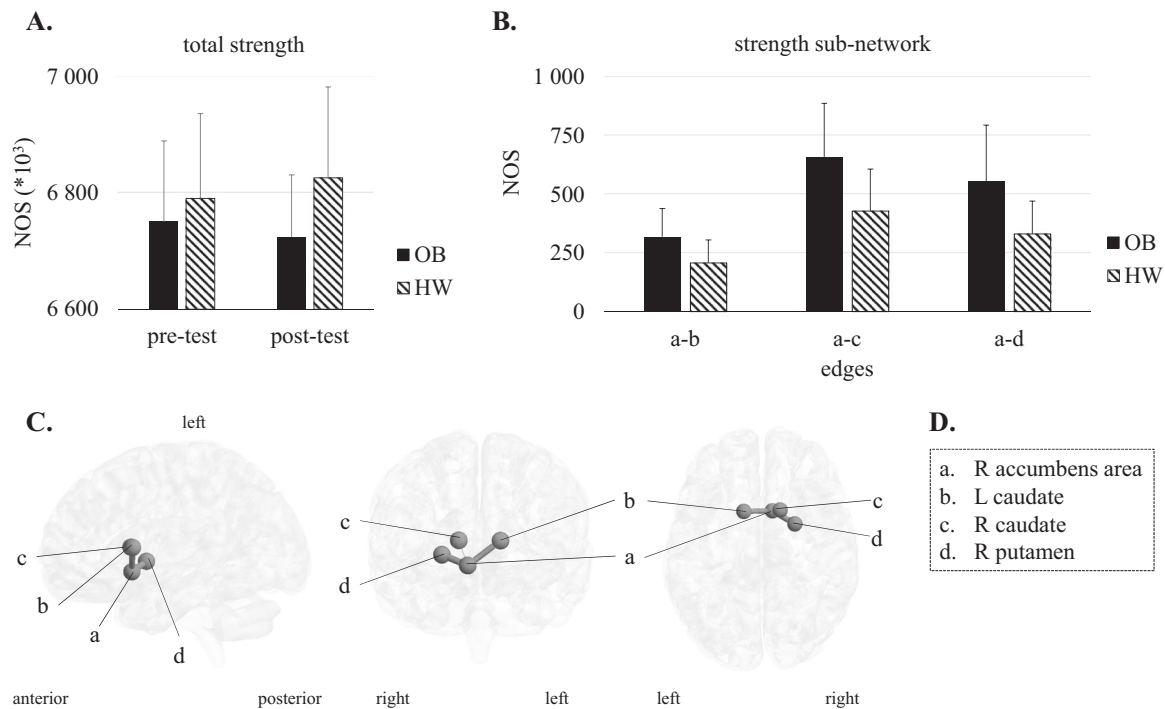 A.
total strength
7 000
6 800
6 600
NOS (*10³)
pre-test
post-test
OB
HW
B.
strength sub-network
1 000
750
500
250
0
NOS
a-b
a-c
a-d
edges
OB
HW
C.
left
c
b
a
d
anterior
posterior
c
d
b
a
right
left
c
d
left
right
D.
a. R accumbens area
b. L caudate
c. R caudate
d. R putamen